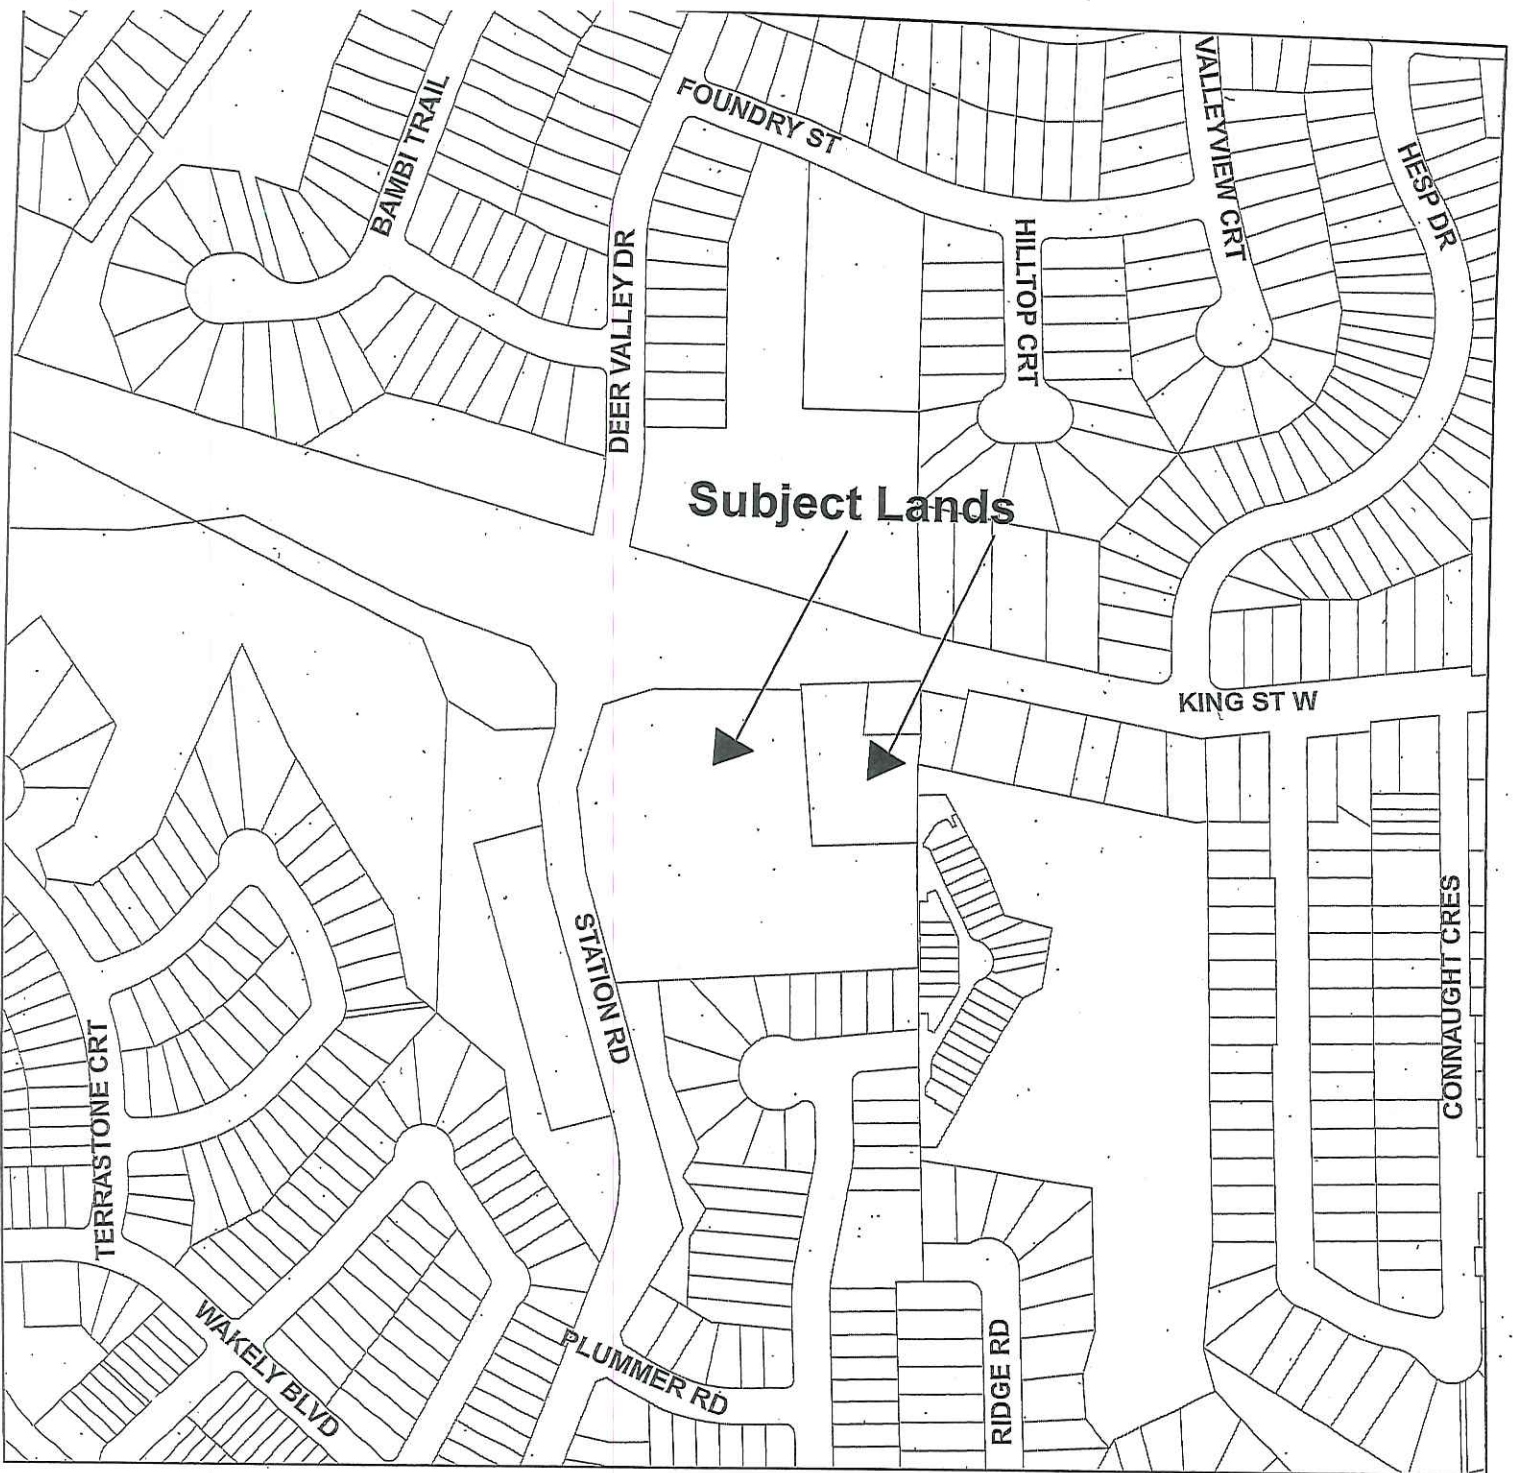 FOUNDRY ST
VALLEYVIEW CRT
BAMBI TRAIL
HESP DR
HILLTOP CRT
DEER VALLEY DR
Subject Lands
KING ST W
STATION RD
CONNAUGHT CRES
TERRASTONE CRT
WAKELY BLVD
PLUMMER RD
RIDGE RD